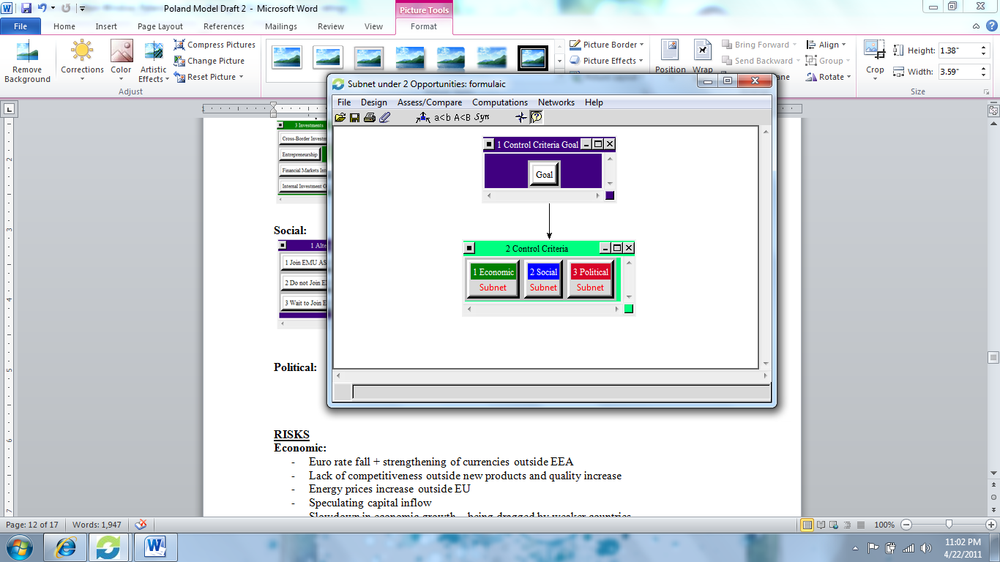 Poland Model Draft 2 - Microsoft Word
Picture Tools
File Home Insert Page Layout References Mailings Review View Format
Remove Background
Corrections
Color
Artistic Effects
Compress Pictures
Change Picture
Reset Picture
Adjust
Picture Border
Picture Effects
Position
Wrap
Bring Forward
Send Backward
Align
Group
Rotate
Crop
Height: 1.38"
Width: 3.59"
Size
Subnet under 2 Opportunities: formulaic
File Design Assess/Compare Computations Networks Help
a<b A<B Syn
1 Control Criteria Goal
Goal
2 Control Criteria
1 Economic 2 Social 3 Political
Subnet Subnet Subnet
3 Investments
Cross-Border
Entrepreneurship
Financial Markets
Internal Investment
Social:
1
1 Join EMU
2 Do not Join
3 Wait to Join
Political:
RISKS
Economic:
- Euro rate fall + strengthening of currencies outside EEA
- Lack of competitiveness outside new products and quality increase
- Energy prices increase outside EU
- Speculating capital inflow
Slowdown in economic growth – being dragged by weaker countries
Page: 12 of 17 Words: 1,947 100%
11:02 PM
4/22/2011